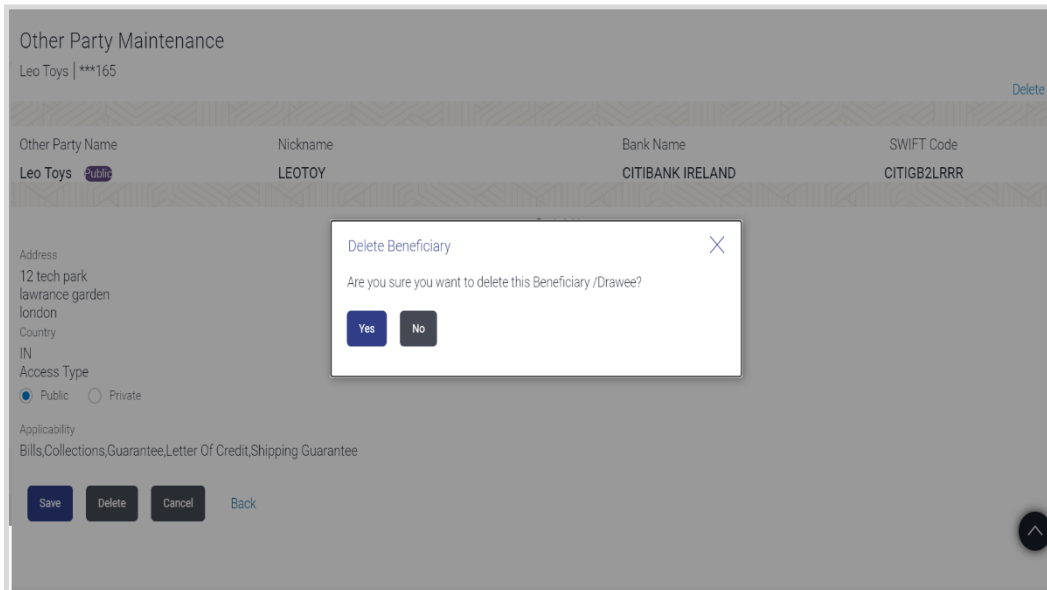 Other Party Maintenance
Leo Toys | ***165
Delete
Other Party Name Nickname Bank Name SWIFT Code
Leo Toys Public LEOTOY CITIBANK IRELAND CITIGB2LRRR
Delete Beneficiary
Are you sure you want to delete this Beneficiary /Drawee?
Yes No
Address
12 tech park
lawrance garden
london
Country
IN
Access Type
Public Private
Applicability
Bills,Collections,Guarantee,Letter Of Credit,Shipping Guarantee
Save Delete Cancel Back